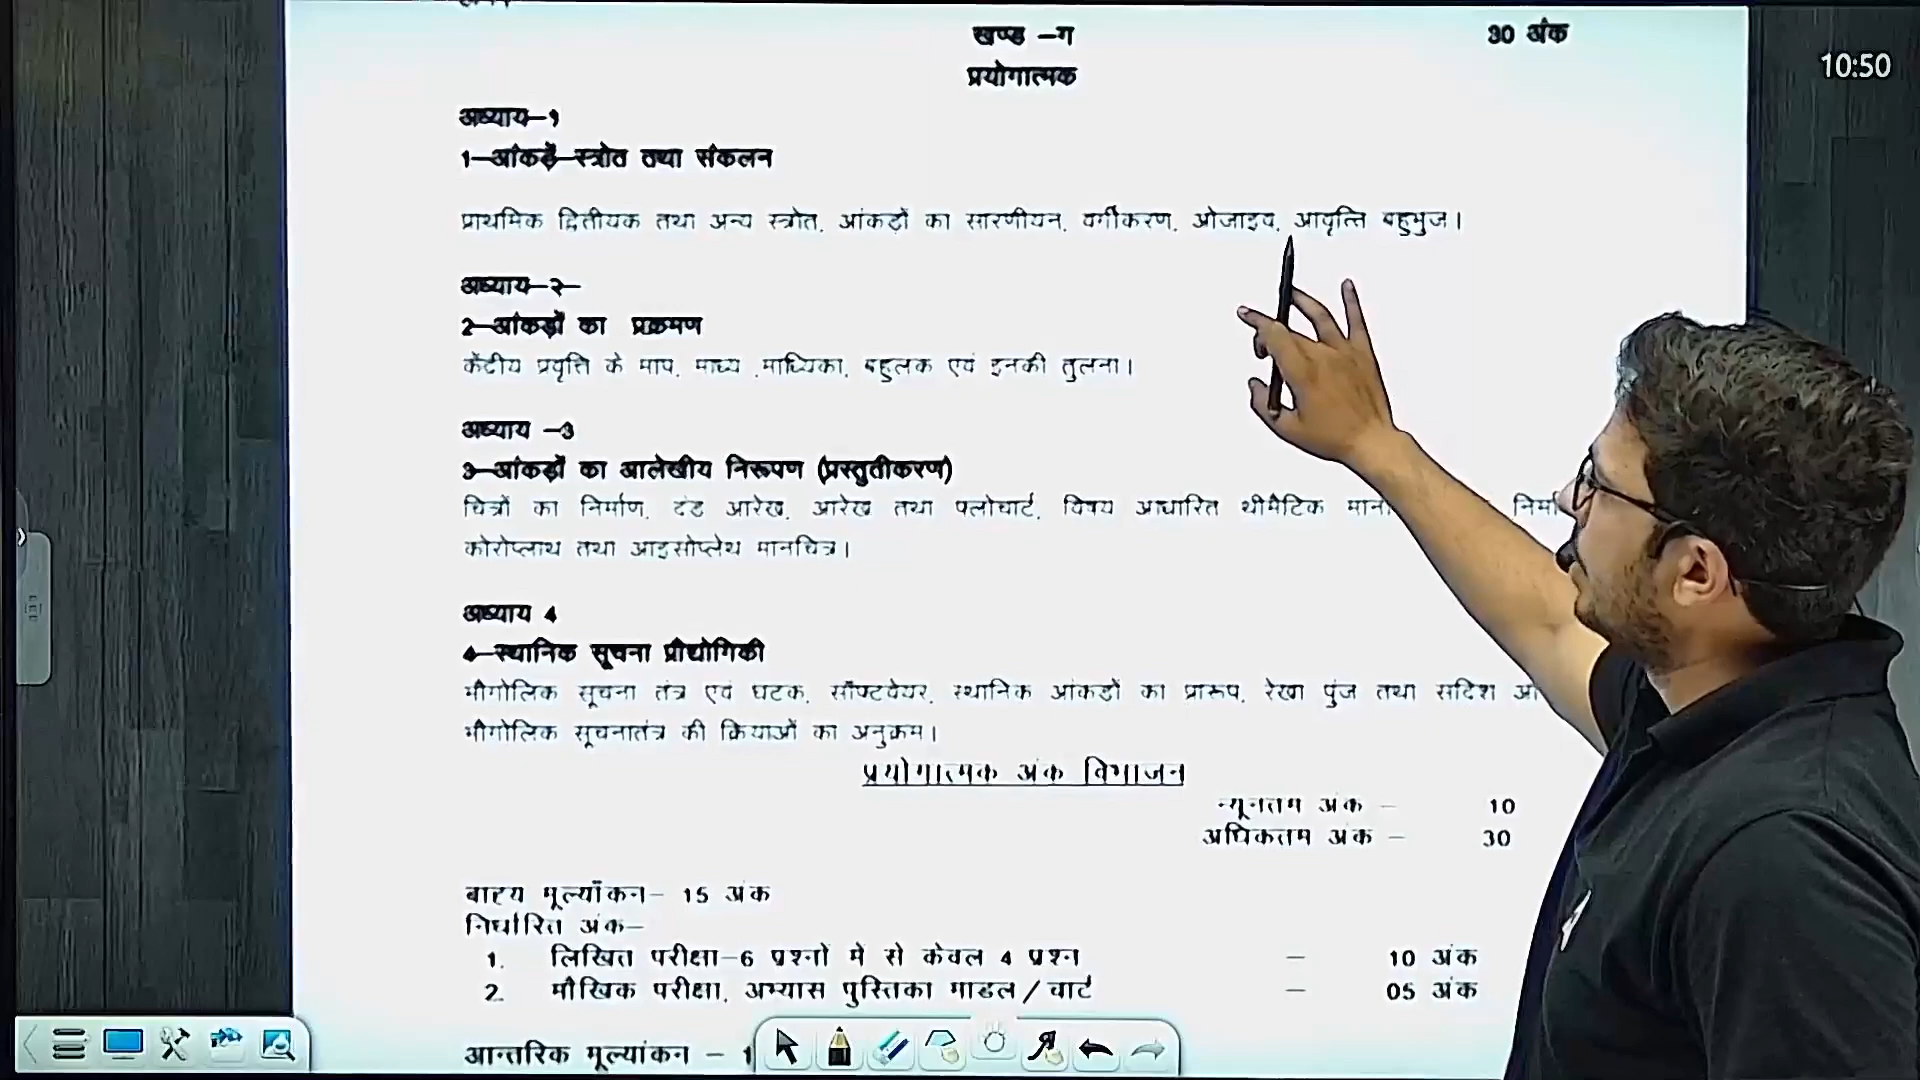 खण्ड –ग 30 अंक
10:50
प्रयोगात्मक
अध्याय–१
1–आंकड़ें–स्त्रोत तथा संकलन
प्राथमिक द्वितीयक तथा अन्य स्त्रोत, आंकड़ों का सारणीयन, वर्गीकरण, ओजाइव, आवृत्ति बहुभुज।
अध्याय–२–
2–आंकड़ों का प्रक्रमण
केंद्रीय प्रवृत्ति के माप, माध्य ,माध्यिका, बहुलक एवं इनकी तुलना।
अध्याय –3
3–आंकड़ों का आलेखीय निरूपण (प्रस्तुतीकरण)
चित्रों का निर्माण, दंड आरेख, आरेख तथा फ्लोचार्ट, विषय आधारित थीमैटिक
कोरोप्लाथ तथा आइसोप्लेथ मानचित्र।
अध्याय 4
4–स्थानिक सूचना प्रौद्योगिकी
भौगोलिक सूचना तंत्र एवं घटक, सॉफ्टवेयर, स्थानिक आंकड़ों का प्रारूप, रेखा पुंज तथा सदिश
भौगोलिक सूचनातंत्र की क्रियाओं का अनुक्रम।
प्रयोगात्मक अंक विभाजन
न्यूनतम अंक – 10
अधिकतम अंक – 30
बाह्य मूल्याँकन– 15 अंक
निर्धारित अंक–
1. लिखित परीक्षा–6 प्रश्नों में से केवल 4 प्रश्न – 10 अंक
2. मौखिक परीक्षा, अभ्यास पुस्तिका माडल/चार्ट – 05 अंक
आन्तरिक मूल्यांकन –